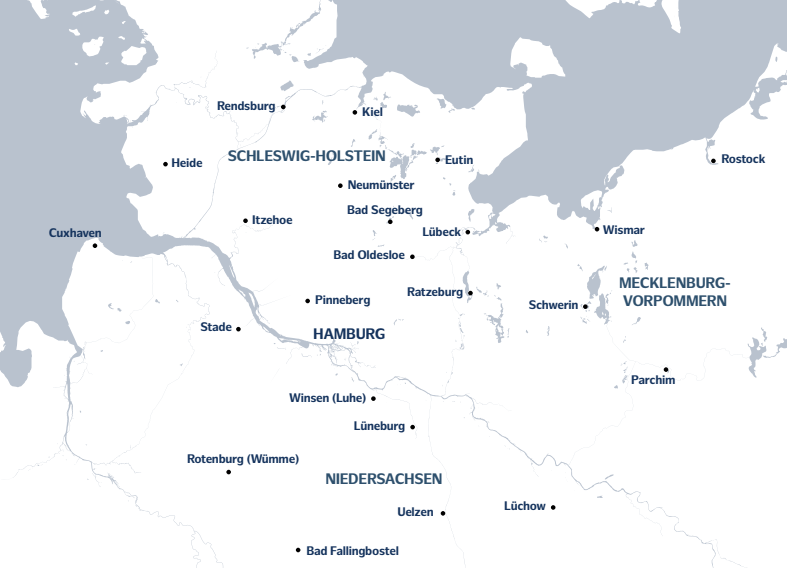 Rendsburg
Kiel
SCHLESWIG-HOLSTEIN
Heide
Eutin
Rostock
Neumünster
Bad Segeberg
Itzehoe
Cuxhaven
Lübeck
Wismar
Bad Oldesloe
Pinneberg
Ratzeburg
Schwerin
MECKLENBURG-
VORPOMMERN
Stade
HAMBURG
Parchim
Winsen (Luhe)
Lüneburg
Rotenburg (Wümme)
NIEDERSACHSEN
Uelzen
Lüchow
Bad Fallingbostel